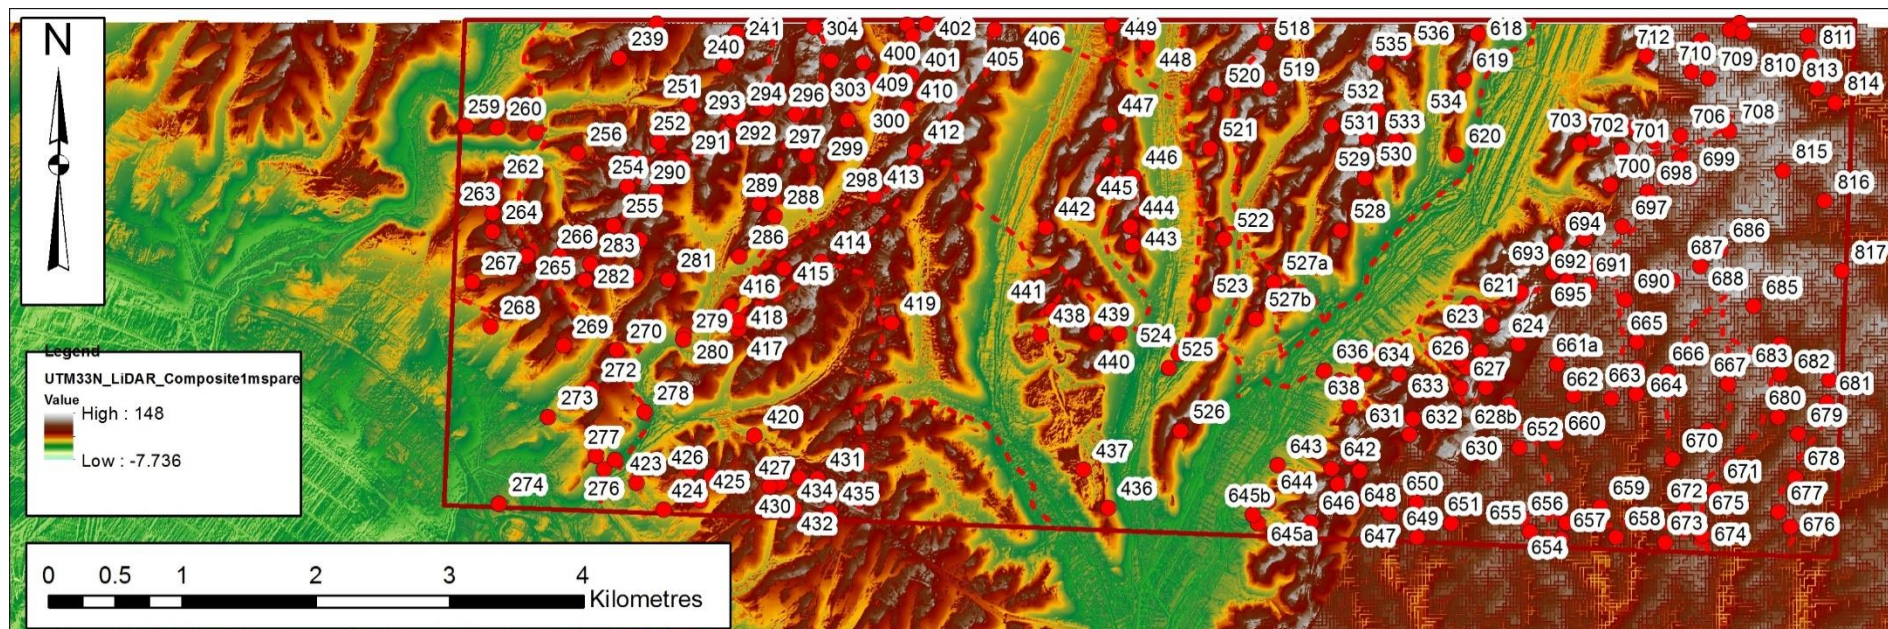 N
Legend
UTM33N_LiDAR_Composite1mspare
Value
High : 148
Low : -7.736
0 0.5 1 2 3 4
Kilometres
239 240 241 304 400 402 401 405 406 449 448 518 519 520 535 536 618 619 534
712 710 709 810 811 813 814
259 260 251 293 294 296 303 409 410 300 447 532 531 533
256 252 291 292 297 299 412 446 521 529 530 620 703 702 701 706 708
262 254 290 298 413 445 700 698 699 815
263 264 255 289 288 442 444 443 522 528 694 697 816
266 283 286 414 693 692 691 687 686
267 265 282 281 415 527a 690 688 817
268 416 419 441 523 527b 621 695 685
269 270 279 418 438 439 524 623 624 665
272 280 417 440 525 636 634 626 661a 666 667 683 682
273 278 638 633 627 662 663 664 681
420 526 631 632 628b 680 679
277 652 660
423 426 427 431 437 643 642 630 670 678
274 276 424 425 434 435 436 645b 644 646 648 650 659 671
430 432 645a 647 649 651 655 656 657 658 672 675 677
654 673 674 676